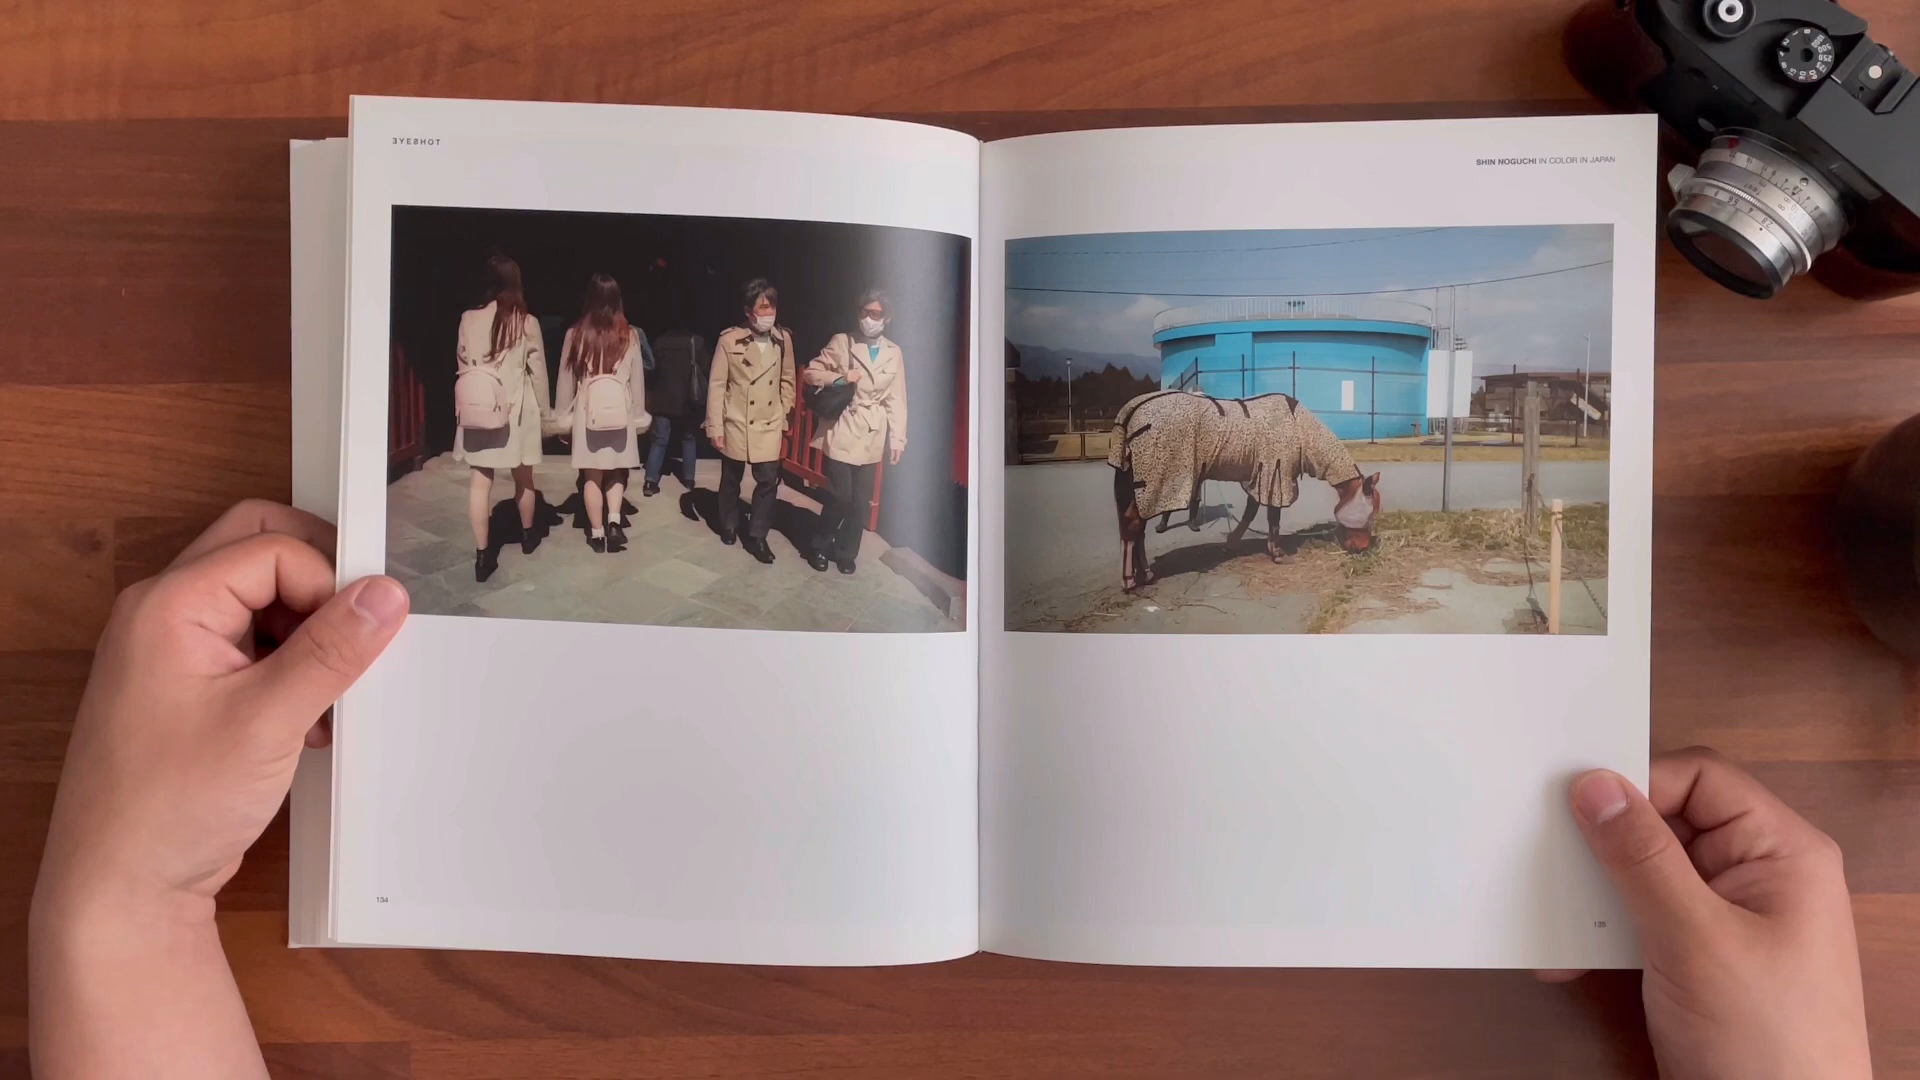 EYESHOT
SHIN NOGUCHI IN COLOR IN JAPAN
134
135